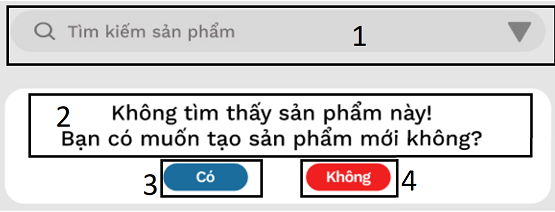 Tìm kiếm sản phẩm 1
2 Không tìm thấy sản phẩm này!
Bạn có muốn tạo sản phẩm mới không?
3 Có Không 4